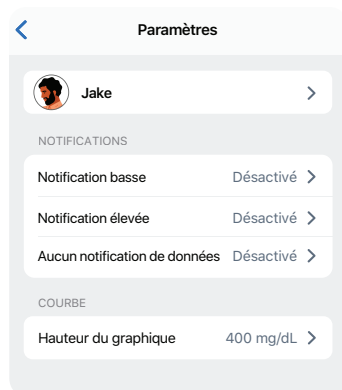 Paramètres
Jake
NOTIFICATIONS
Notification basse Désactivé
Notification élevée Désactivé
Aucun notification de données Désactivé
COURBE
Hauteur du graphique 400 mg/dL